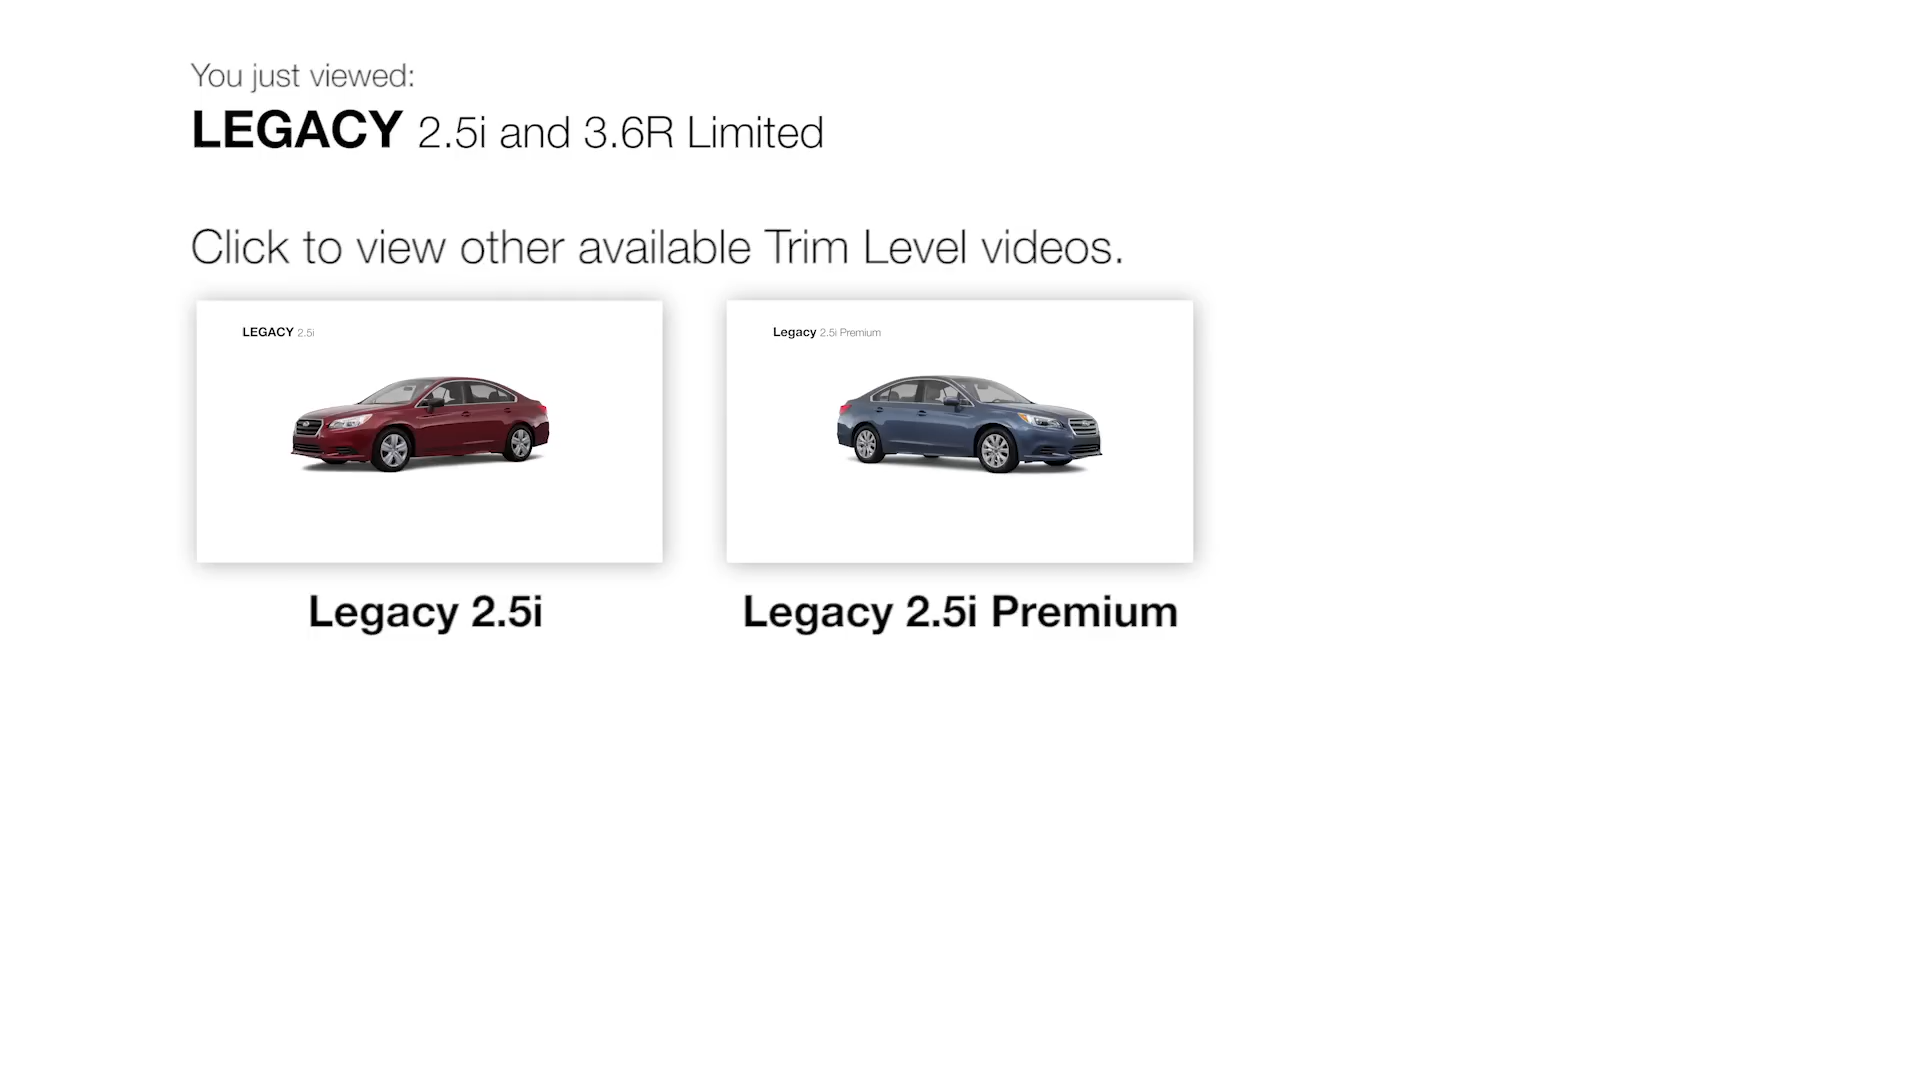 You just viewed:
LEGACY 2.5i and 3.6R Limited
Click to view other available Trim Level videos.
LEGACY 2.5i
Legacy 2.5i Premium
Legacy 2.5i
Legacy 2.5i Premium